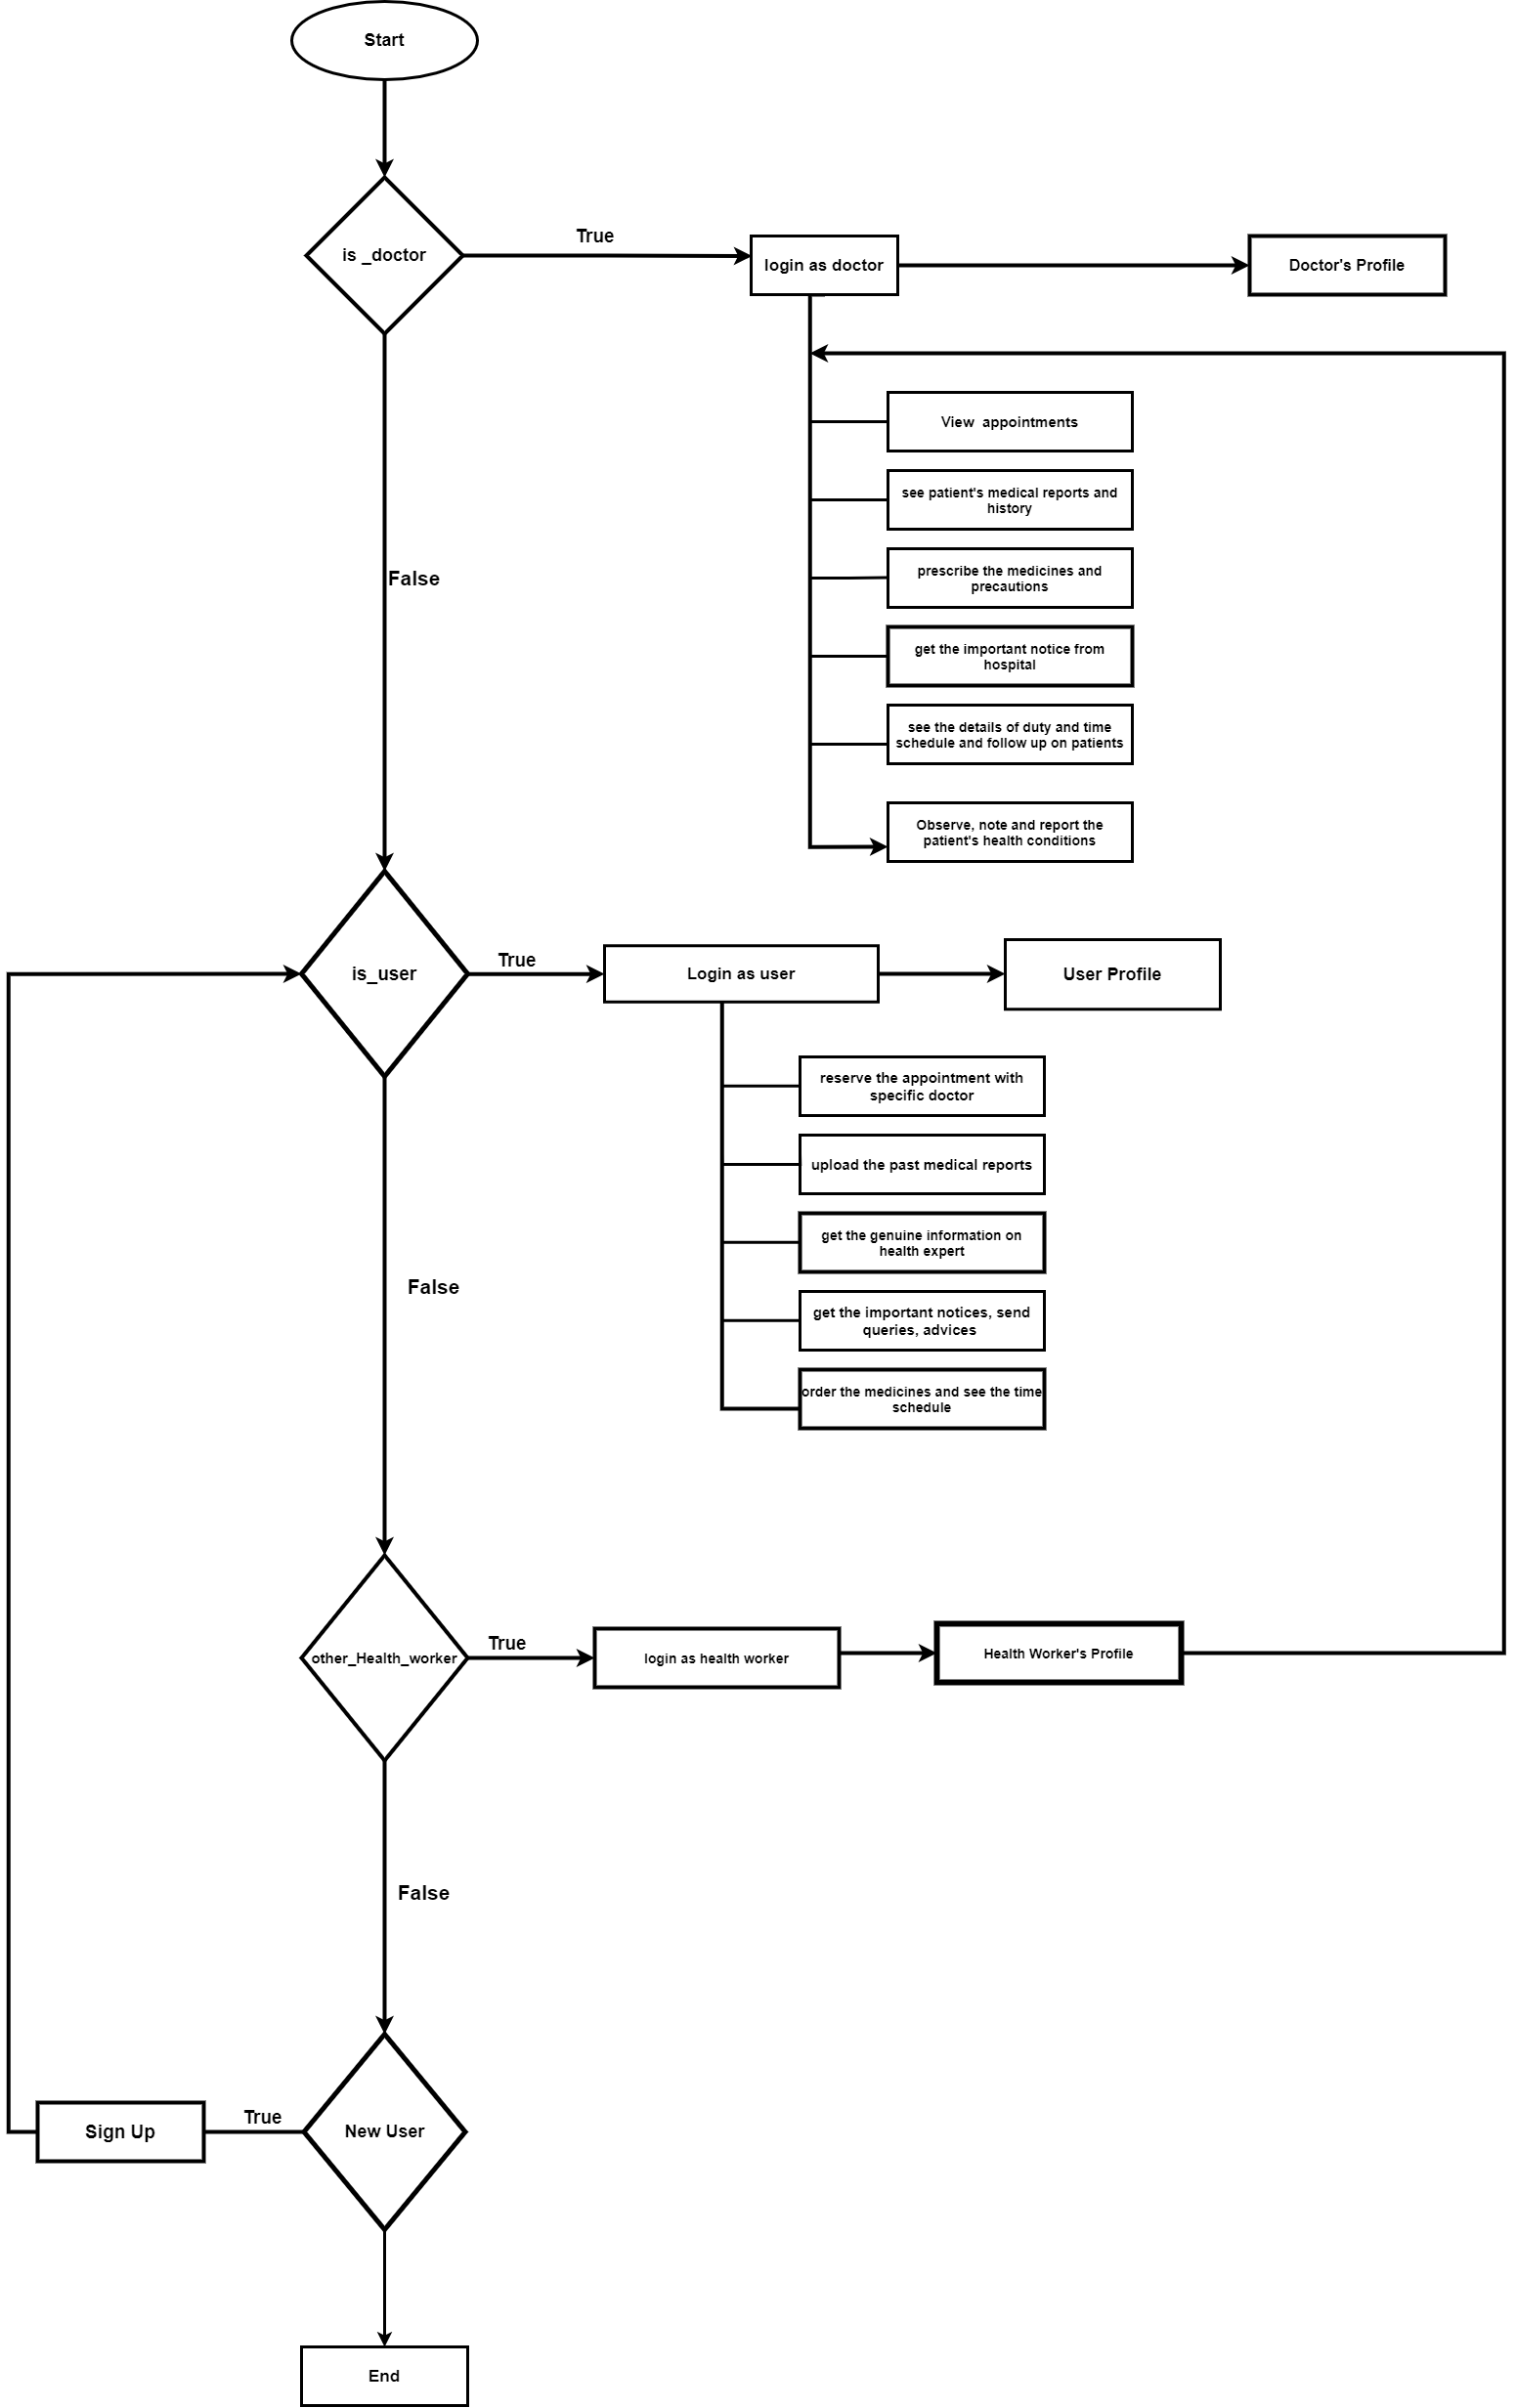 Start
is _doctor
True
login as doctor
Doctor's Profile
View  appointments
see patient's medical reports and
history
prescribe the medicines and
precautions
False
get the important notice from
hospital
see the details of duty and time
schedule and follow up on patients
Observe, note and report the
patient's health conditions
is_user
True
Login as user
User Profile
reserve the appointment with
specific doctor
upload the past medical reports
get the genuine information on
health expert
False
get the important notices, send
queries, advices
order the medicines and see the time
schedule
other_Health_worker
True
login as health worker
Health Worker's Profile
False
New User
True
Sign Up
End